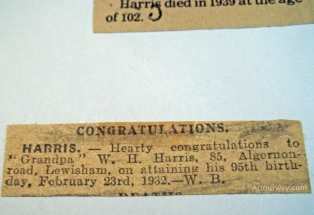 Harris died in 1939 at the age
of 102.
CONGRATULATIONS.
HARRIS. — Hearty congratulations to
"Grandpa" W. H. Harris, 85, Algernon-
road, Lewisham, on attaining his 95th birth-
day, February 23rd, 1932.—W. B.
DEATHS